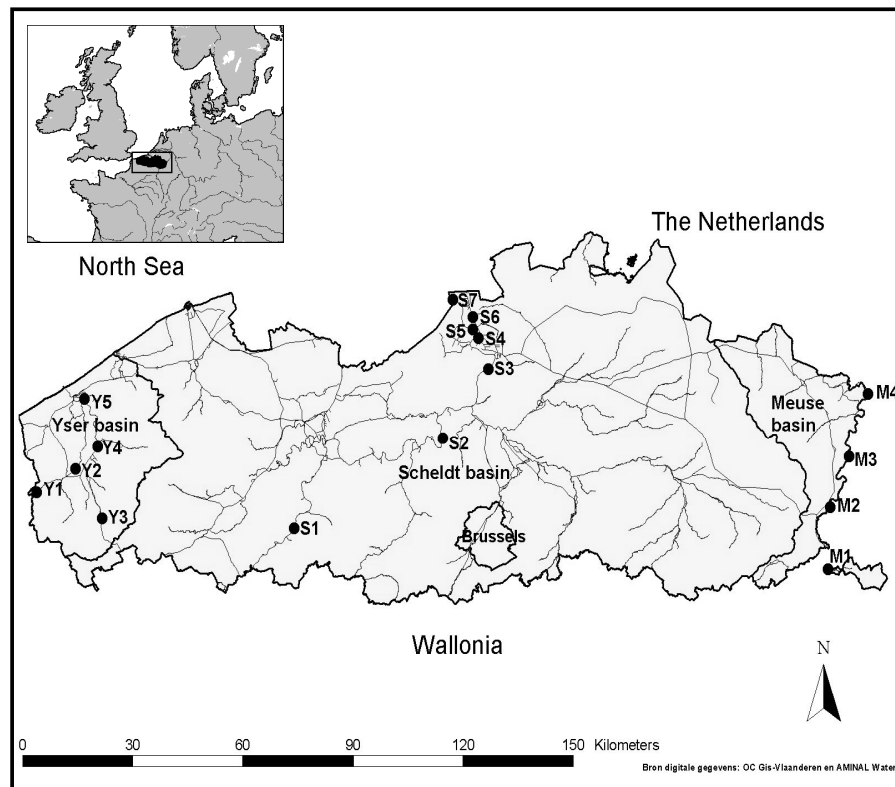 The Netherlands
North Sea
S7
S6
S5
S4
S3
M4
Y5
Meuse
basin
Yser basin
Y4
S2
M3
Y2
Scheldt basin
Y1
M2
Y3
S1
Brussels
M1
Wallonia
N
0 30 60 90 120 150 Kilometers
Bron digitale gegevens: OC Gis-Vlaanderen en AMINAL Water